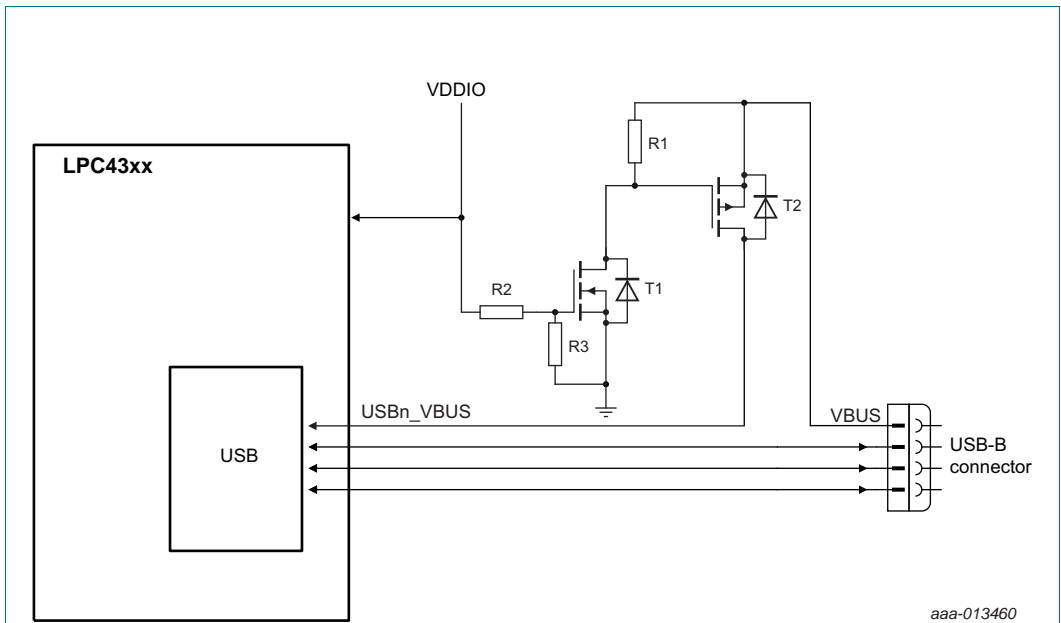 VDDIO
R1
LPC43xx
T2
R2
T1
R3
USBn_VBUS
VBUS
USB
USB-B
connector
aaa-013460